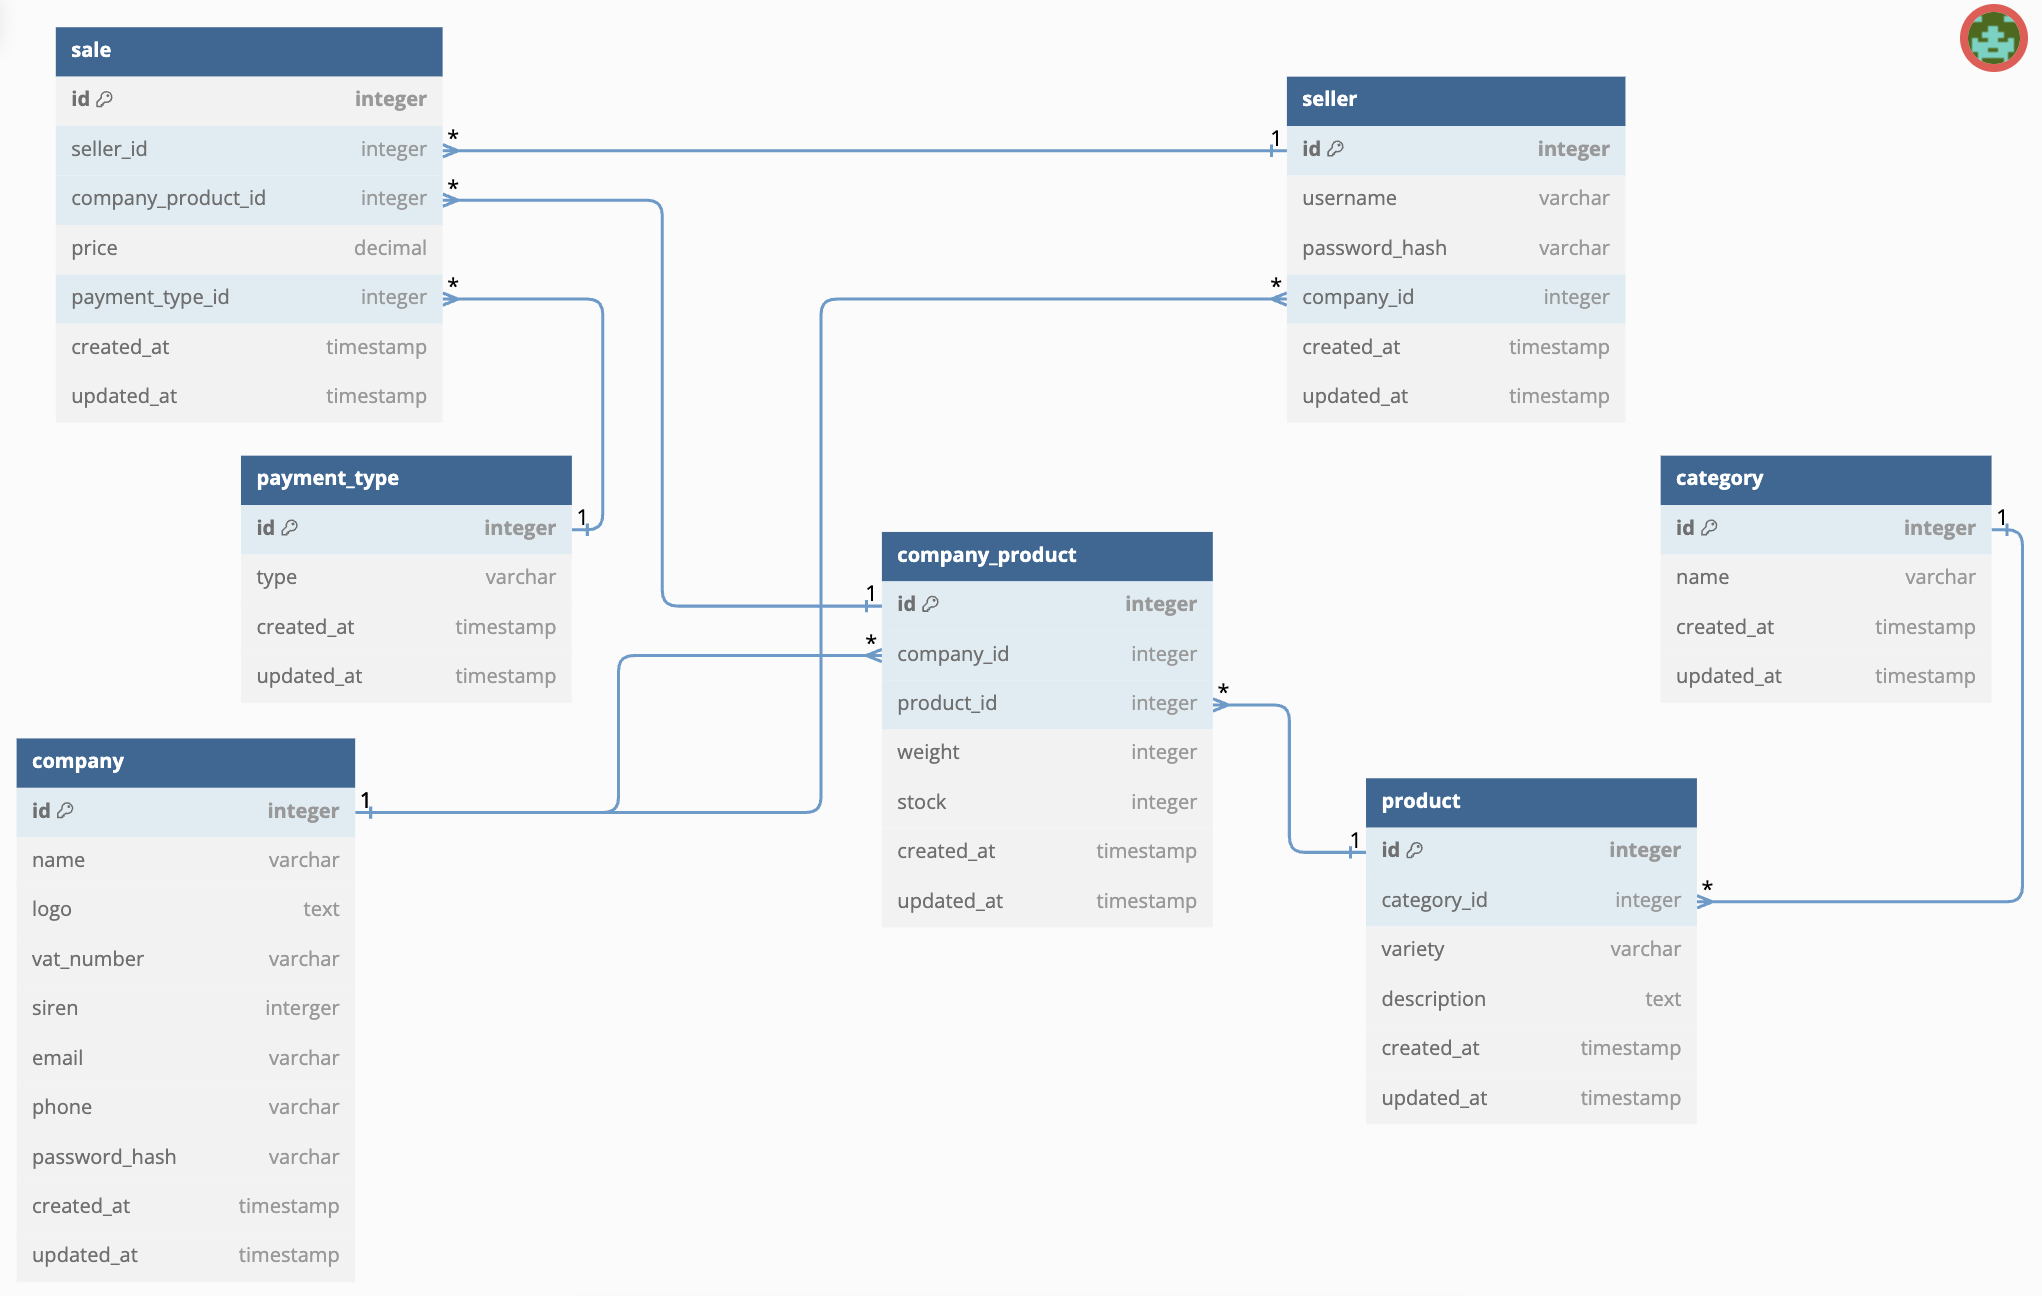 sale
id integer
seller_id integer
company_product_id integer
price decimal
payment_type_id integer
created_at timestamp
updated_at timestamp
*
*
*
1
*
seller
id integer
username varchar
password_hash varchar
company_id integer
created_at timestamp
updated_at timestamp
payment_type
id integer
type varchar
created_at timestamp
updated_at timestamp
1
category
id integer
name varchar
created_at timestamp
updated_at timestamp
1
company_product
id integer
company_id integer
product_id integer
weight integer
stock integer
created_at timestamp
updated_at timestamp
1
*
*
company
id integer
name varchar
logo text
vat_number varchar
siren interger
email varchar
phone varchar
password_hash varchar
created_at timestamp
updated_at timestamp
1
product
id integer
category_id integer
variety varchar
description text
created_at timestamp
updated_at timestamp
1
*